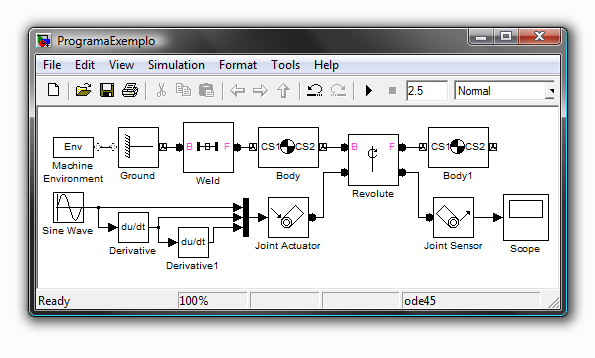 ProgramaExemplo
File Edit View Simulation Format Tools Help
2.5 Normal
Env
Machine
Environment
Ground
B F
Weld
CS1 CS2
Body
B F
Revolute
CS1 CS2
Body1
Sine Wave
du/dt
Derivative
du/dt
Derivative1
Joint Actuator
Joint Sensor
Scope
Ready 100% ode45